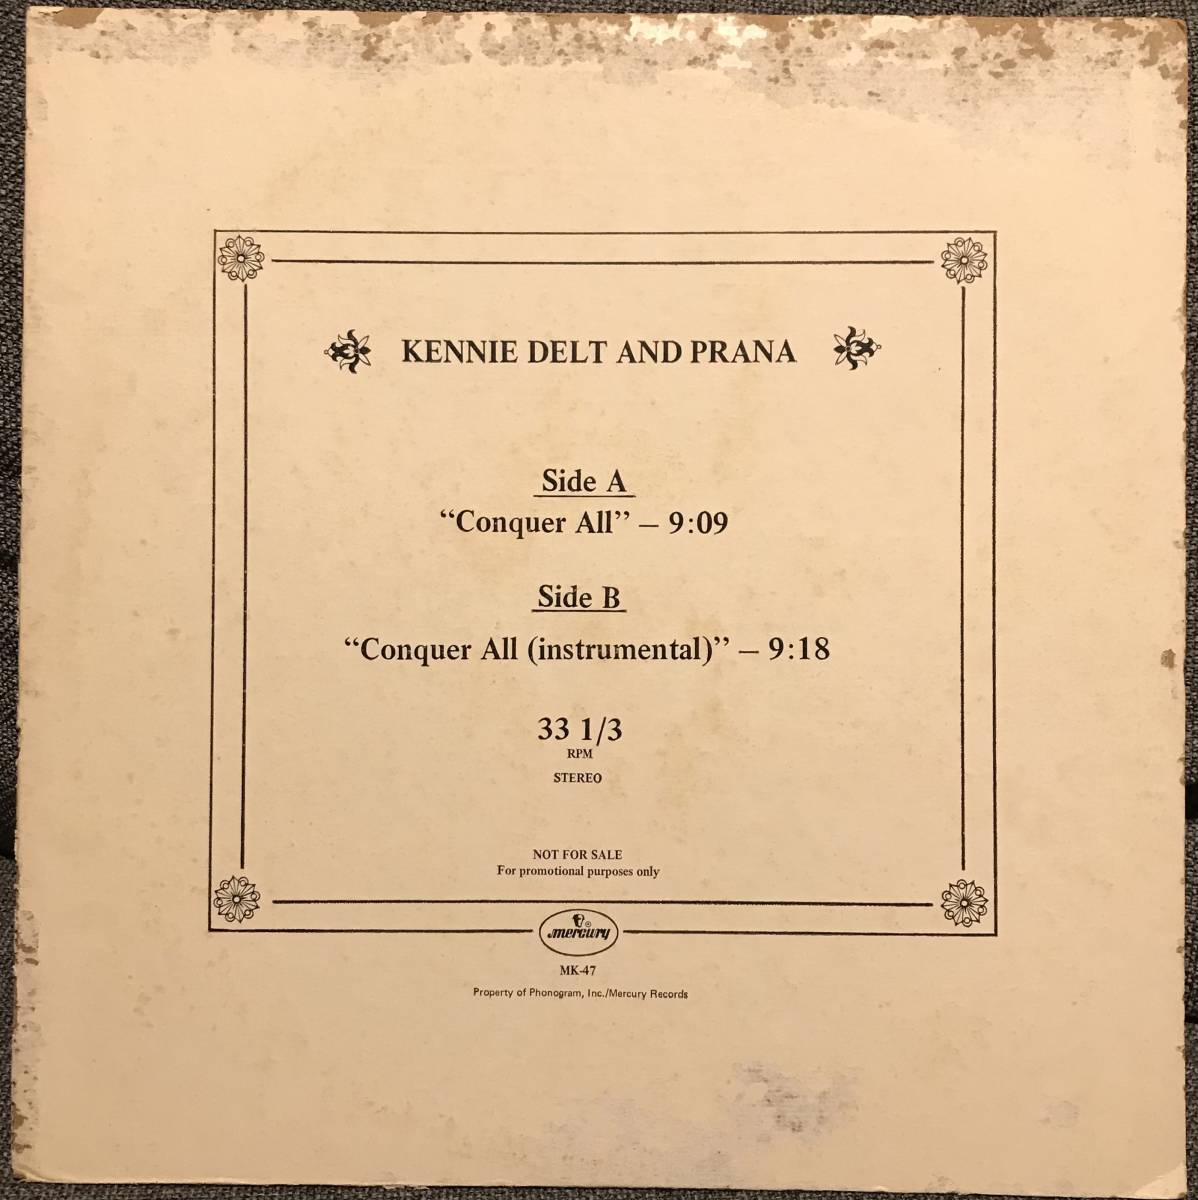 KENNIE DELT AND PRANA
Side A
“Conquer All” – 9:09
Side B
“Conquer All (instrumental)” – 9:18
33 1/3
RPM
STEREO
NOT FOR SALE
For promotional purposes only
mercury ®
MK-47
Property of Phonogram, Inc./Mercury Records